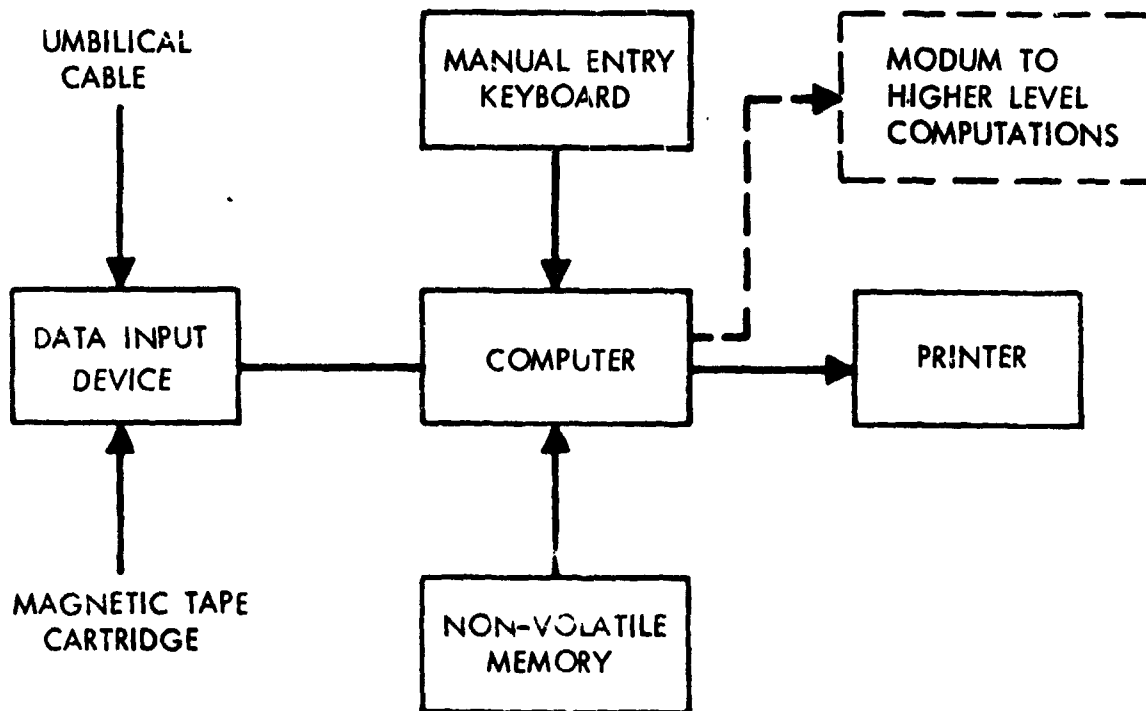 UMBILICAL
CABLE
MANUAL ENTRY
KEYBOARD
MODUM TO
HIGHER LEVEL
COMPUTATIONS
DATA INPUT
DEVICE
COMPUTER
PRINTER
MAGNETIC TAPE
CARTRIDGE
NON-VOLATILE
MEMORY